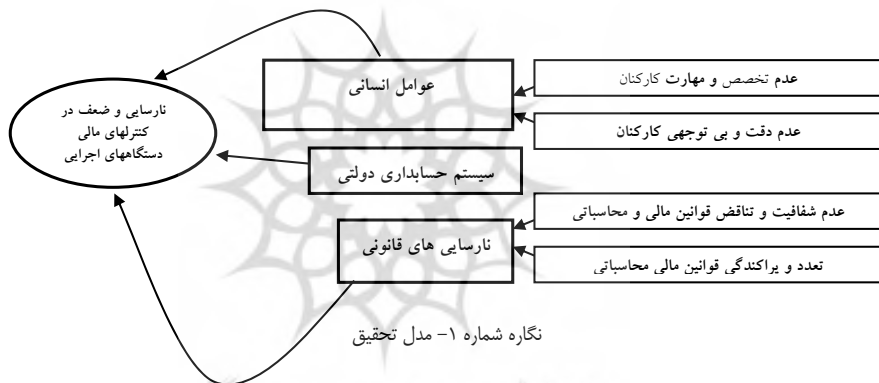 عدم تخصص و مهارت کارکنان
عوامل انسانی
عدم دقت و بی توجهی کارکنان
نارسایی و ضعف در
کنترلهای مالی
دستگاههای اجرایی
سیستم حسابداری دولتی
عدم شفافیت و تناقض قوانین مالی و محاسباتی
نارسایی های قانونی
تعدد و پراکندگی قوانین مالی محاسباتی
نگاره شماره ۱- مدل تحقیق